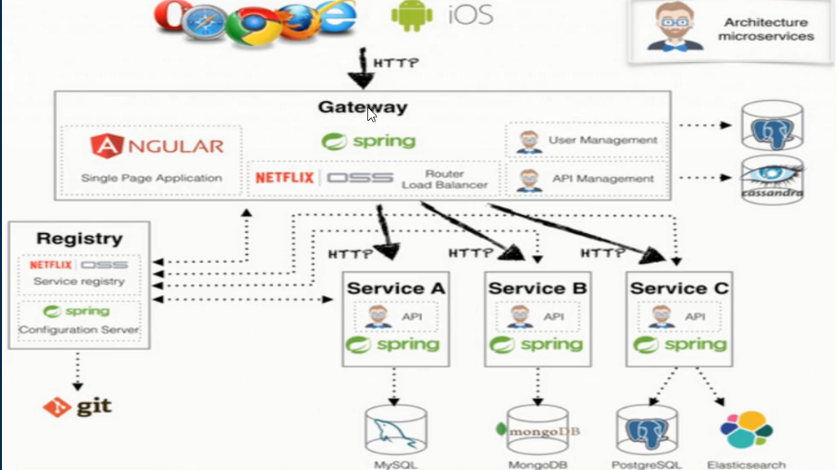 iOS
Architecture
microservices
HTTP
Gateway
ANGULAR
Single Page Application
spring
NETFLIX OSS
Router
Load Balancer
User Management
API Management
cassandra
Registry
NETFLIX OSS
Service registry
spring
Configuration Server
git
HTTP
HTTP
HTTP
Service A
API
spring
Service B
API
spring
Service C
API
spring
MySQL
mongoDB
MongoDB
PostgreSQL
Elasticsearch